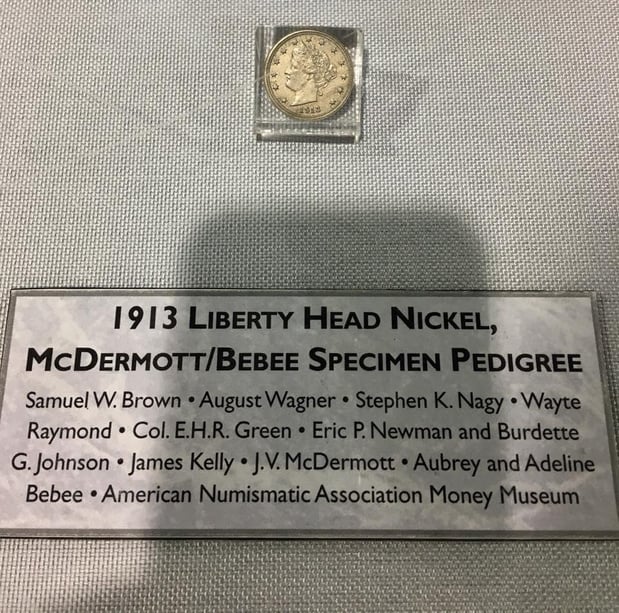 1913
1913 LIBERTY HEAD NICKEL,
MCDERMOTT/BEBEE SPECIMEN PEDIGREE
Samuel W. Brown • August Wagner • Stephen K. Nagy • Wayte
Raymond • Col. E.H.R. Green • Eric P. Newman and Burdette
G. Johnson • James Kelly • J.V. McDermott • Aubrey and Adeline
Bebee • American Numismatic Association Money Museum